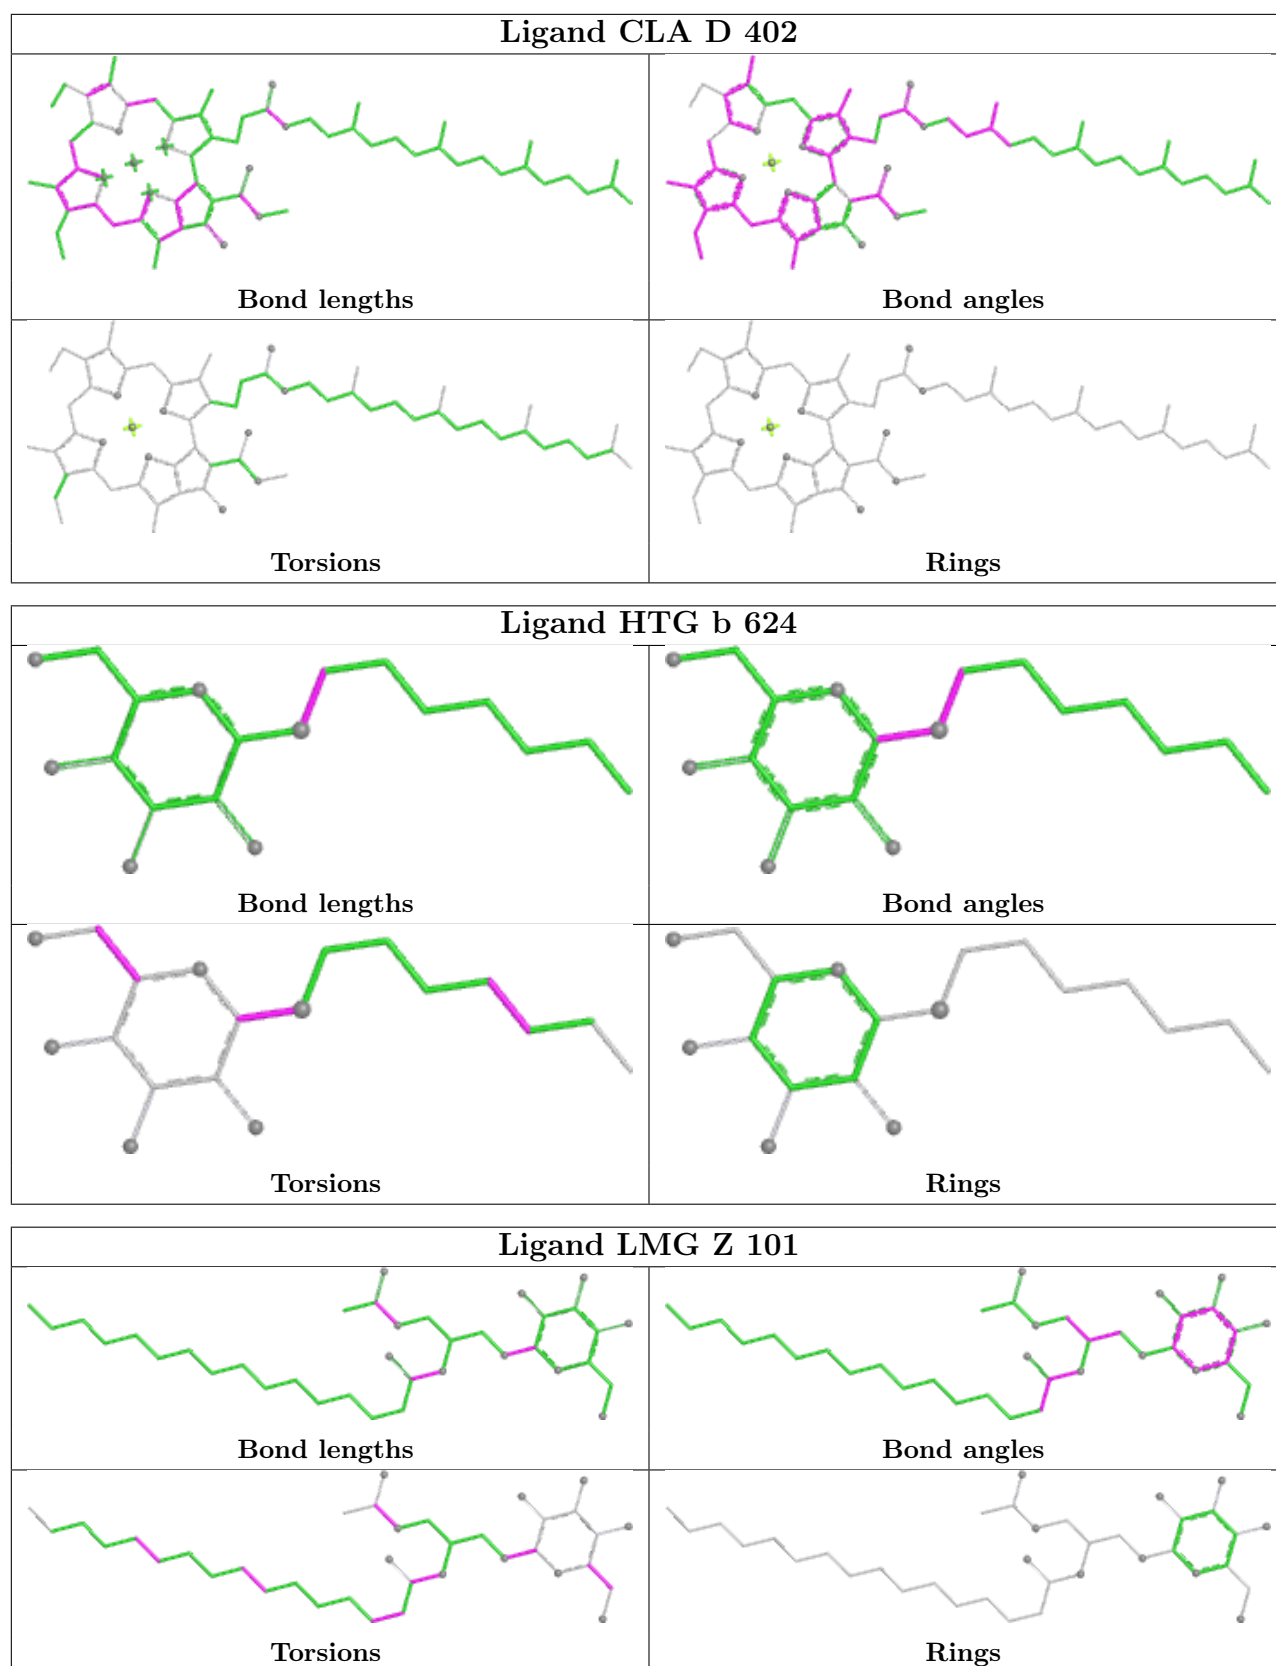 Ligand CLA D 402
Bond lengths
Bond angles
Torsions
Rings
Ligand HTG b 624
Bond lengths
Bond angles
Torsions
Rings
Ligand LMG Z 101
Bond lengths
Bond angles
Torsions
Rings